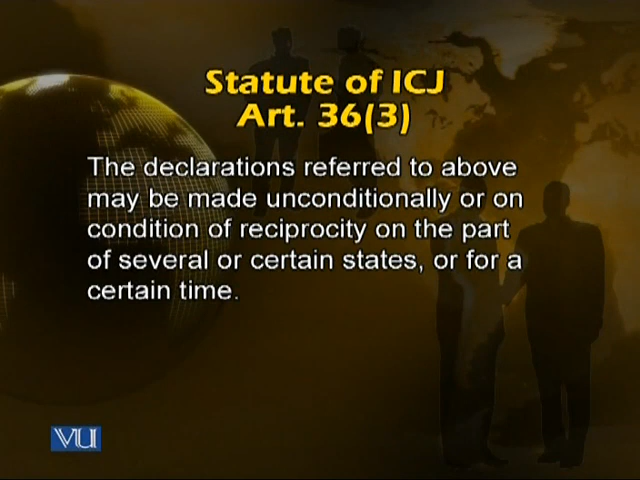 Statute of ICJ
Art. 36(3)
The declarations referred to above
may be made unconditionally or on
condition of reciprocity on the part
of several or certain states, or for a
certain time.
VU